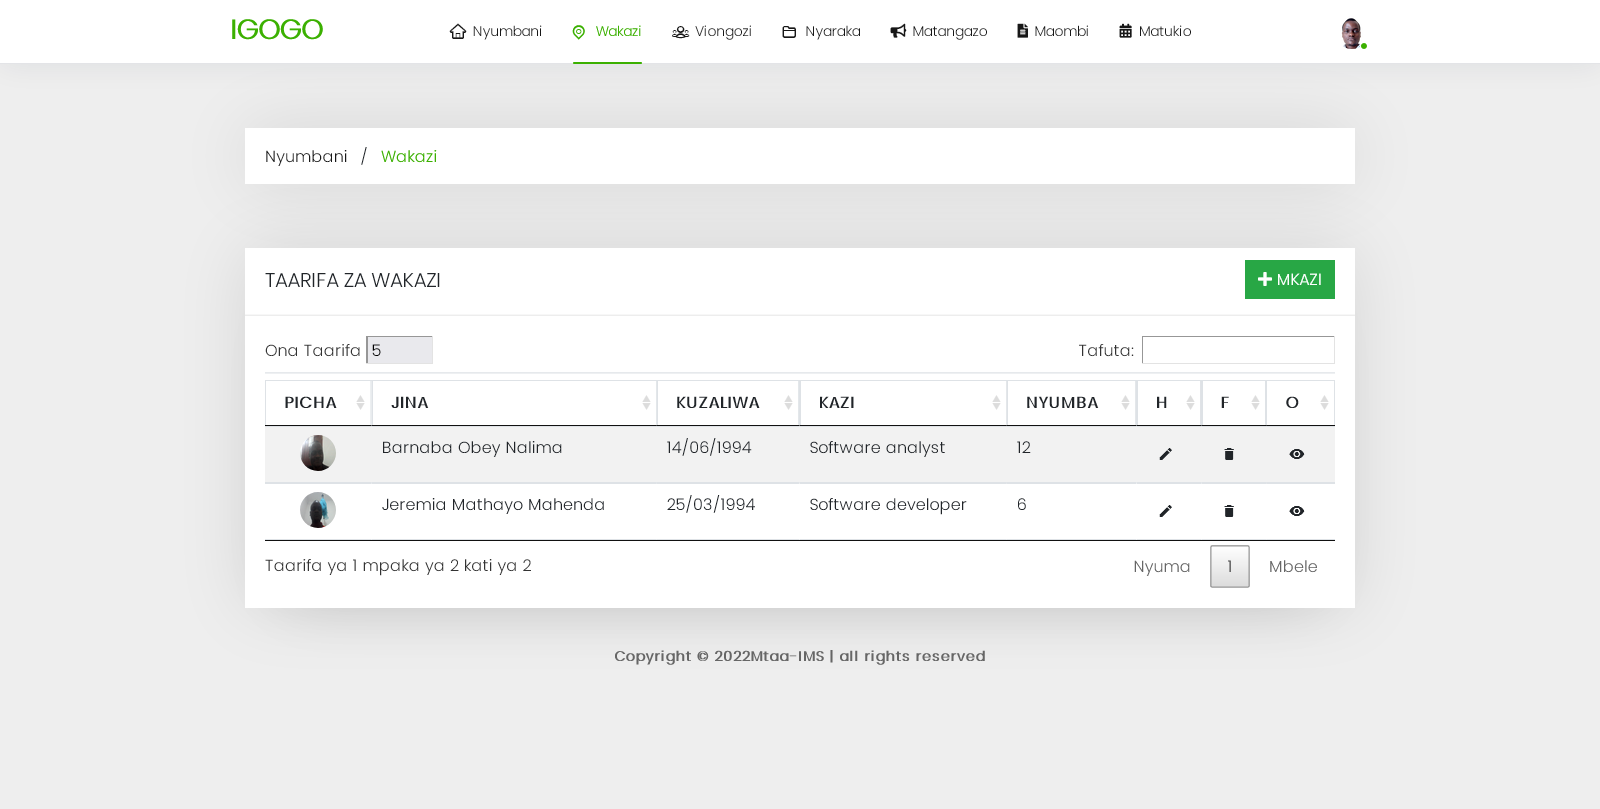 IGOGO Nyumbani Wakazi Viongozi Nyaraka Matangazo Maombi Matukio
Nyumbani / Wakazi
TAARIFA ZA WAKAZI MKAZI
Ona Taarifa 5 Tafuta:
PICHA JINA KUZALIWA KAZI NYUMBA H F O
Barnaba Obey Nalima 14/06/1994 Software analyst 12
Jeremia Mathayo Mahenda 25/03/1994 Software developer 6
Taarifa ya 1 mpaka ya 2 kati ya 2 Nyuma 1 Mbele
Copyright © 2022Mtaa-IMS | all rights reserved